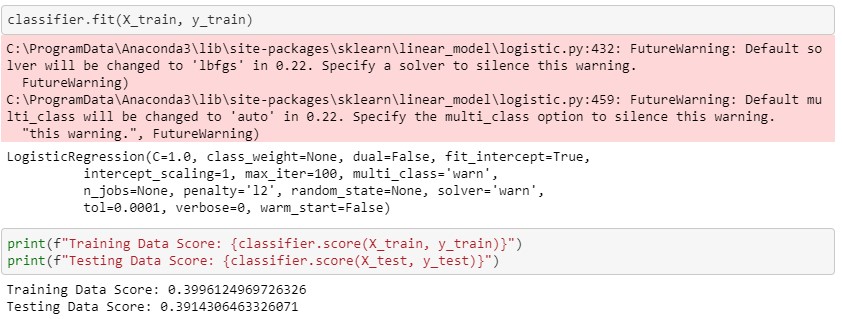 classifier.fit(X_train, y_train)
C:\ProgramData\Anaconda3\lib\site-packages\sklearn\linear_model\logistic.py:432: FutureWarning: Default so
lver will be changed to 'lbfgs' in 0.22. Specify a solver to silence this warning.
  FutureWarning)
C:\ProgramData\Anaconda3\lib\site-packages\sklearn\linear_model\logistic.py:459: FutureWarning: Default mu
lti_class will be changed to 'auto' in 0.22. Specify the multi_class option to silence this warning.
  "this warning.", FutureWarning)
LogisticRegression(C=1.0, class_weight=None, dual=False, fit_intercept=True,
          intercept_scaling=1, max_iter=100, multi_class='warn',
          n_jobs=None, penalty='l2', random_state=None, solver='warn',
          tol=0.0001, verbose=0, warm_start=False)
print(f"Training Data Score: {classifier.score(X_train, y_train)}")
print(f"Testing Data Score: {classifier.score(X_test, y_test)}")
Training Data Score: 0.3996124969726326
Testing Data Score: 0.3914306463326071